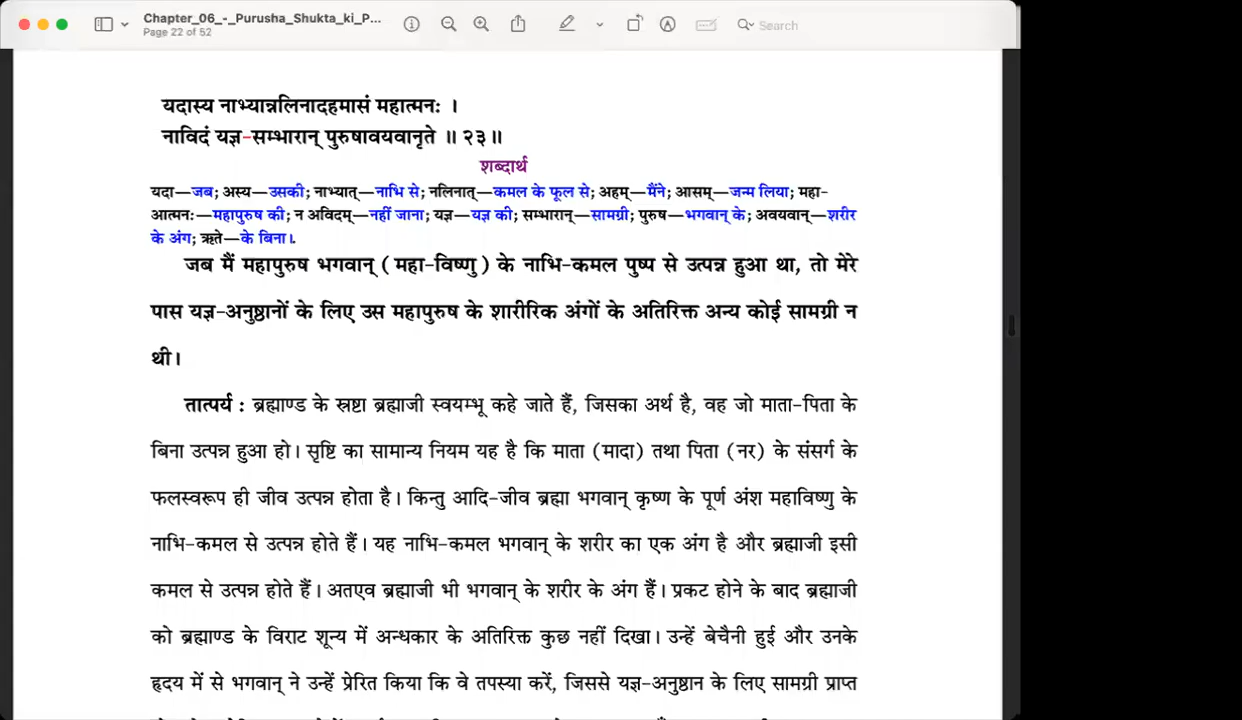 Chapter_06_-_Purusha_Shukta_ki_P...
Page 22 of 52
Search
यदास्य नाभ्यान्नलिनादहमासं महात्मनः ।
नाविदं यज्ञ-सम्भारान् पुरुषावयवानृते ॥ २३॥
शब्दार्थ
यदा—जब; अस्य—उसकी; नाभ्यात्—नाभि से; नलिनात्—कमल के फूल से; अहम्—मैंने; आसम्—जन्म लिया; महा-
आत्मनः—महापुरुष की; न अविदम्—नहीं जाना; यज्ञ—यज्ञ की; सम्भारान्—सामग्री; पुरुष—भगवान् के; अवयवान्—शरीर
के अंग; ऋते—के बिना।.
जब मैं महापुरुष भगवान् (महा-विष्णु) के नाभि-कमल पुष्प से उत्पन्न हुआ था, तो मेरे
पास यज्ञ-अनुष्ठानों के लिए उस महापुरुष के शारीरिक अंगों के अतिरिक्त अन्य कोई सामग्री न
थी।
तात्पर्य : ब्रह्माण्ड के स्रष्टा ब्रह्माजी स्वयम्भू कहे जाते हैं, जिसका अर्थ है, वह जो माता-पिता के
बिना उत्पन्न हुआ हो। सृष्टि का सामान्य नियम यह है कि माता (मादा) तथा पिता (नर) के संसर्ग के
फलस्वरूप ही जीव उत्पन्न होता है। किन्तु आदि-जीव ब्रह्मा भगवान् कृष्ण के पूर्ण अंश महाविष्णु के
नाभि-कमल से उत्पन्न होते हैं। यह नाभि-कमल भगवान् के शरीर का एक अंग है और ब्रह्माजी इसी
कमल से उत्पन्न होते हैं। अतएव ब्रह्माजी भी भगवान् के शरीर के अंग हैं। प्रकट होने के बाद ब्रह्माजी
को ब्रह्माण्ड के विराट शून्य में अन्धकार के अतिरिक्त कुछ नहीं दिखा। उन्हें बेचैनी हुई और उनके
हृदय में से भगवान् ने उन्हें प्रेरित किया कि वे तपस्या करें, जिससे यज्ञ-अनुष्ठान के लिए सामग्री प्राप्त